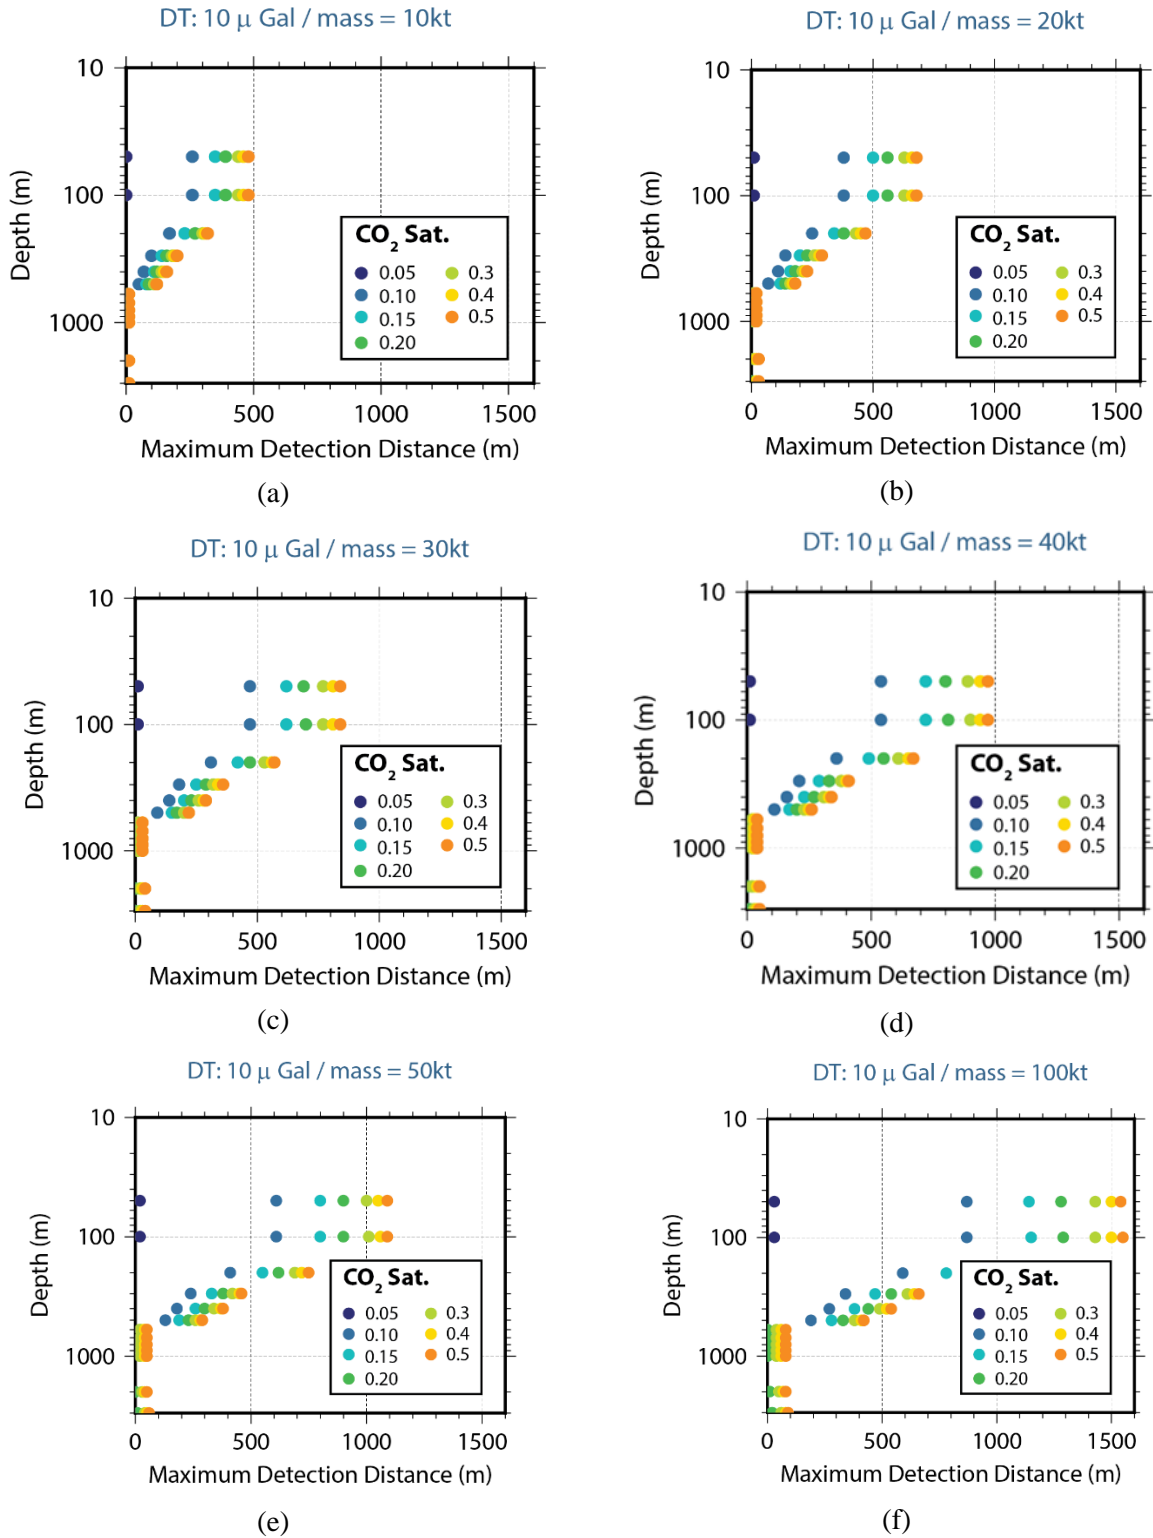 DT: 10 μ Gal / mass = 10kt
10
100
1000
Depth (m)
CO2 Sat.
0.05 0.3
0.10 0.4
0.15 0.5
0.20
0 500 1000 1500
Maximum Detection Distance (m)
(a)
DT: 10 μ Gal / mass = 20kt
10
100
1000
Depth (m)
CO2 Sat.
0.05 0.3
0.10 0.4
0.15 0.5
0.20
0 500 1000 1500
Maximum Detection Distance (m)
(b)
DT: 10 μ Gal / mass = 30kt
10
100
1000
Depth (m)
CO2 Sat.
0.05 0.3
0.10 0.4
0.15 0.5
0.20
0 500 1000 1500
Maximum Detection Distance (m)
(c)
DT: 10 μ Gal / mass = 40kt
10
100
1000
Depth (m)
CO2 Sat.
0.05 0.3
0.10 0.4
0.15 0.5
0.20
0 500 1000 1500
Maximum Detection Distance (m)
(d)
DT: 10 μ Gal / mass = 50kt
10
100
1000
Depth (m)
CO2 Sat.
0.05 0.3
0.10 0.4
0.15 0.5
0.20
0 500 1000 1500
Maximum Detection Distance (m)
(e)
DT: 10 μ Gal / mass = 100kt
10
100
1000
Depth (m)
CO2 Sat.
0.05 0.3
0.10 0.4
0.15 0.5
0.20
0 500 1000 1500
Maximum Detection Distance (m)
(f)